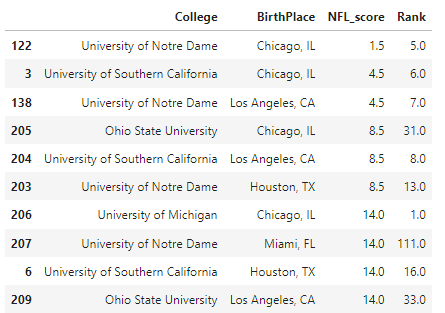 College BirthPlace NFL_score Rank
122 University of Notre Dame Chicago, IL 1.5 5.0
3 University of Southern California Chicago, IL 4.5 6.0
138 University of Notre Dame Los Angeles, CA 4.5 7.0
205 Ohio State University Chicago, IL 8.5 31.0
204 University of Southern California Los Angeles, CA 8.5 8.0
203 University of Notre Dame Houston, TX 8.5 13.0
206 University of Michigan Chicago, IL 14.0 1.0
207 University of Notre Dame Miami, FL 14.0 111.0
6 University of Southern California Houston, TX 14.0 16.0
209 Ohio State University Los Angeles, CA 14.0 33.0